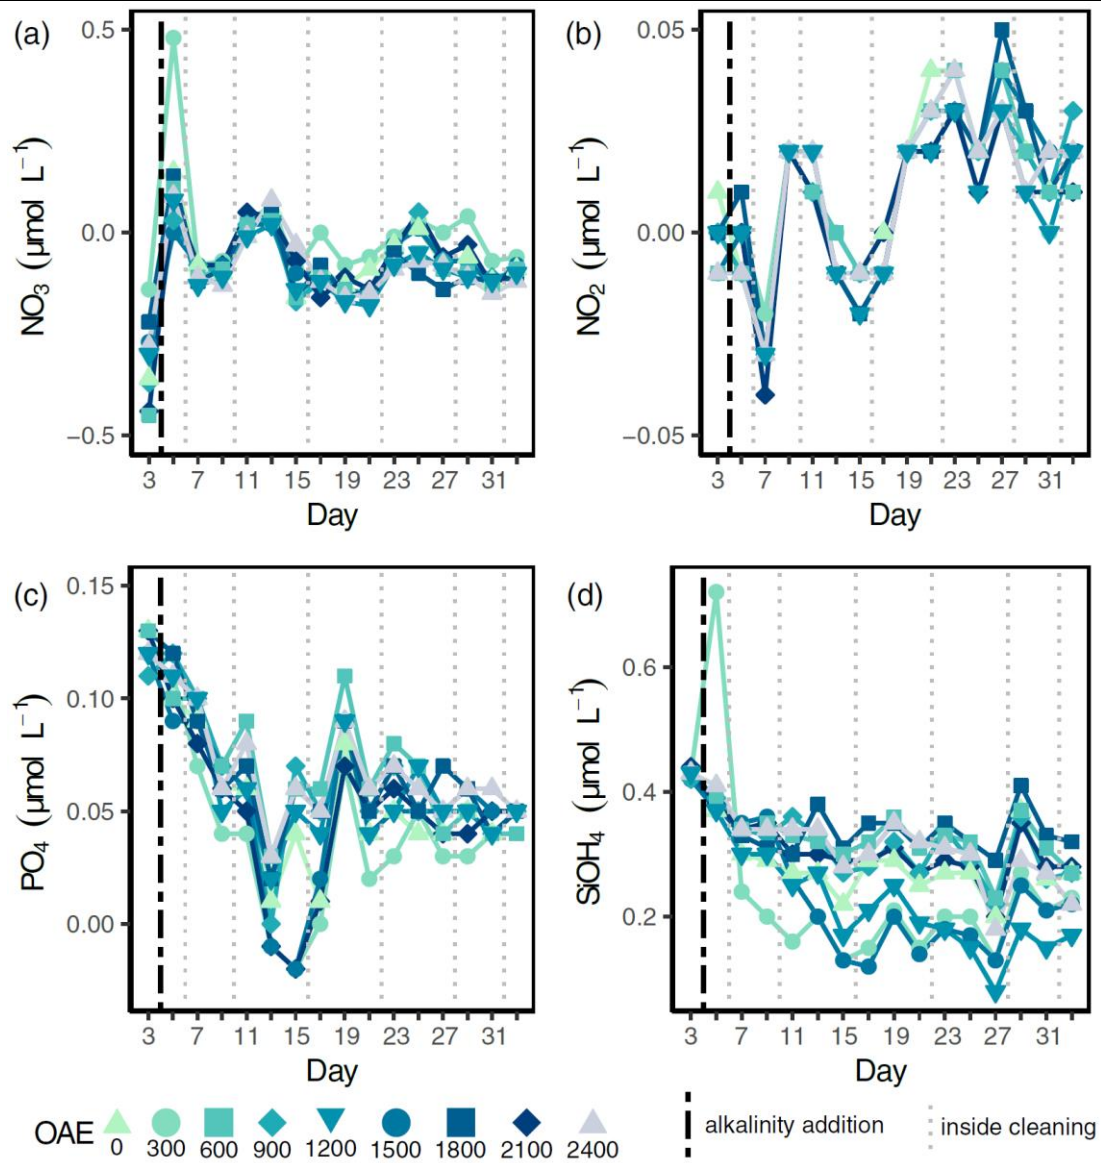 (a)
0.5
0.0
−0.5
NO3 (µmol L−1)
3 7 11 15 19 23 27 31
Day
(b)
0.05
0.00
−0.05
NO2 (µmol L−1)
3 7 11 15 19 23 27 31
Day
(c)
0.15
0.10
0.05
0.00
PO4 (µmol L−1)
3 7 11 15 19 23 27 31
Day
(d)
0.6
0.4
0.2
SiOH4 (µmol L−1)
3 7 11 15 19 23 27 31
Day
OAE
0 300 600 900 1200 1500 1800 2100 2400
alkalinity addition
inside cleaning